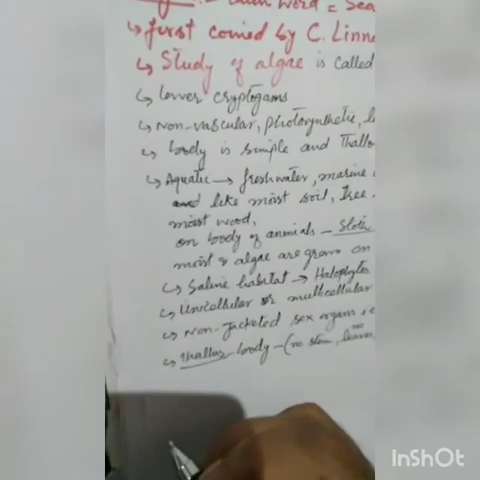 word = Sea
↳ first coined by C. Linn
↳ Study of algae is called
↳ lower cryptogams
↳ Non-vascular, photosynthetic,
↳ body is simple and Thallo
↳ Aquatic → freshwater, marine
and like moist soil, tree
moist wood,
on body of animals - Sloth
moist & algae are grown on
↳ Saline habitat → Halophytes
↳ Unicellular or multicellular
↳ Non-Jacketed sex organs
↳ thallus-body - (no stem, no leaves
InShOt